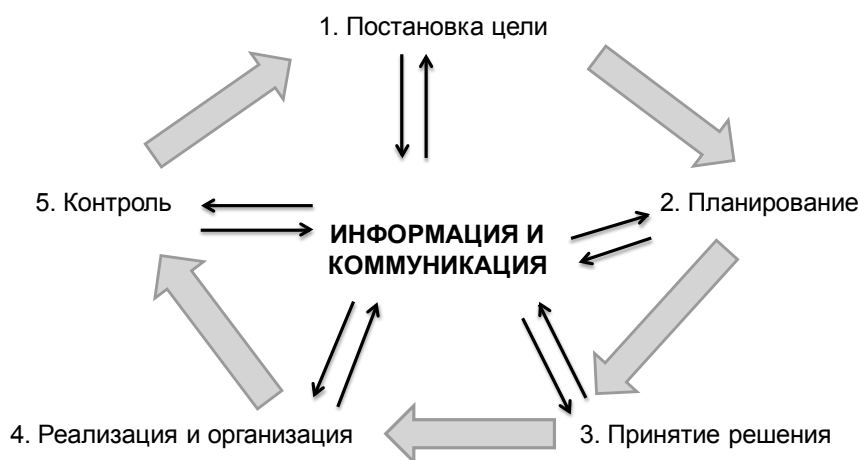 1. Постановка цели
5. Контроль
2. Планирование
ИНФОРМАЦИЯ И
КОММУНИКАЦИЯ
4. Реализация и организация
3. Принятие решения